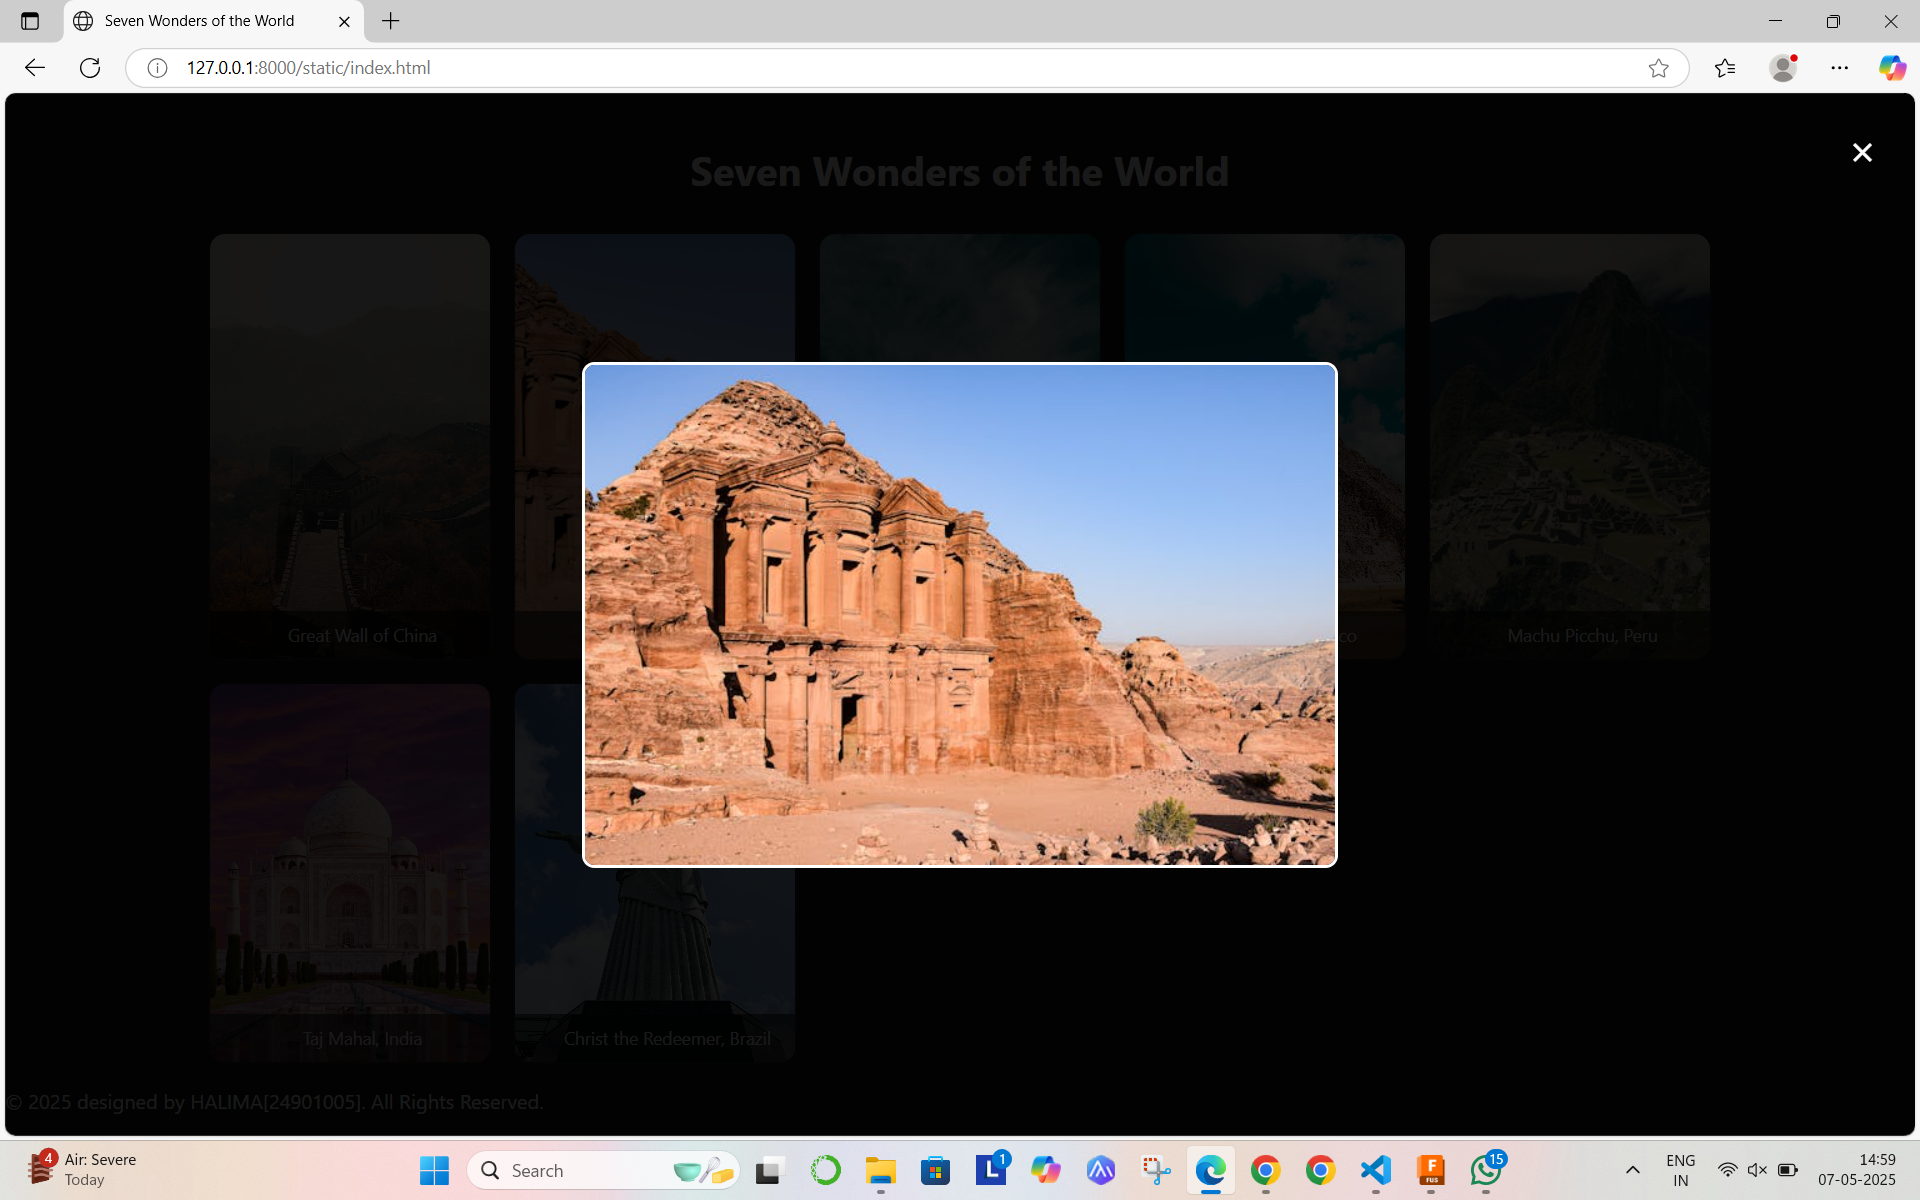 Seven Wonders of the World
127.0.0.1:8000/static/index.html
Seven Wonders of the World
Great Wall of China
co
Machu Picchu, Peru
Taj Mahal, India
Christ the Redeemer, Brazil
© 2025 designed by HALIMA[24901005]. All Rights Reserved.
4
Air: Severe
Today
Search
L
1
F
FUS
15
ENG
IN
14:59
07-05-2025